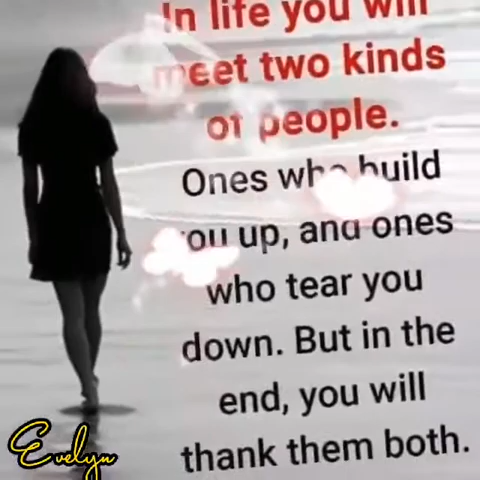 In life you will
meet two kinds
of people.
Ones who build
you up, and ones
who tear you
down. But in the
end, you will
thank them both.
Evelyn